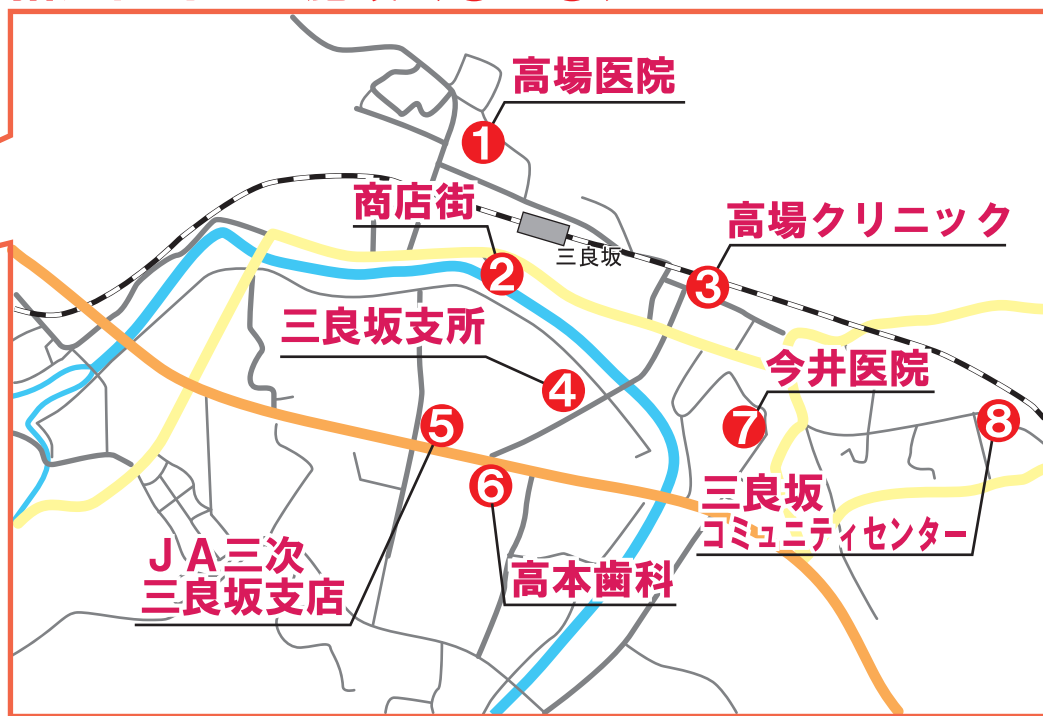 高場医院
1
商店街
2
三良坂
高場クリニック
3
三良坂支所
4
今井医院
7
5
8
6
三良坂
コミュニティセンター
JA三次
三良坂支店
高本歯科